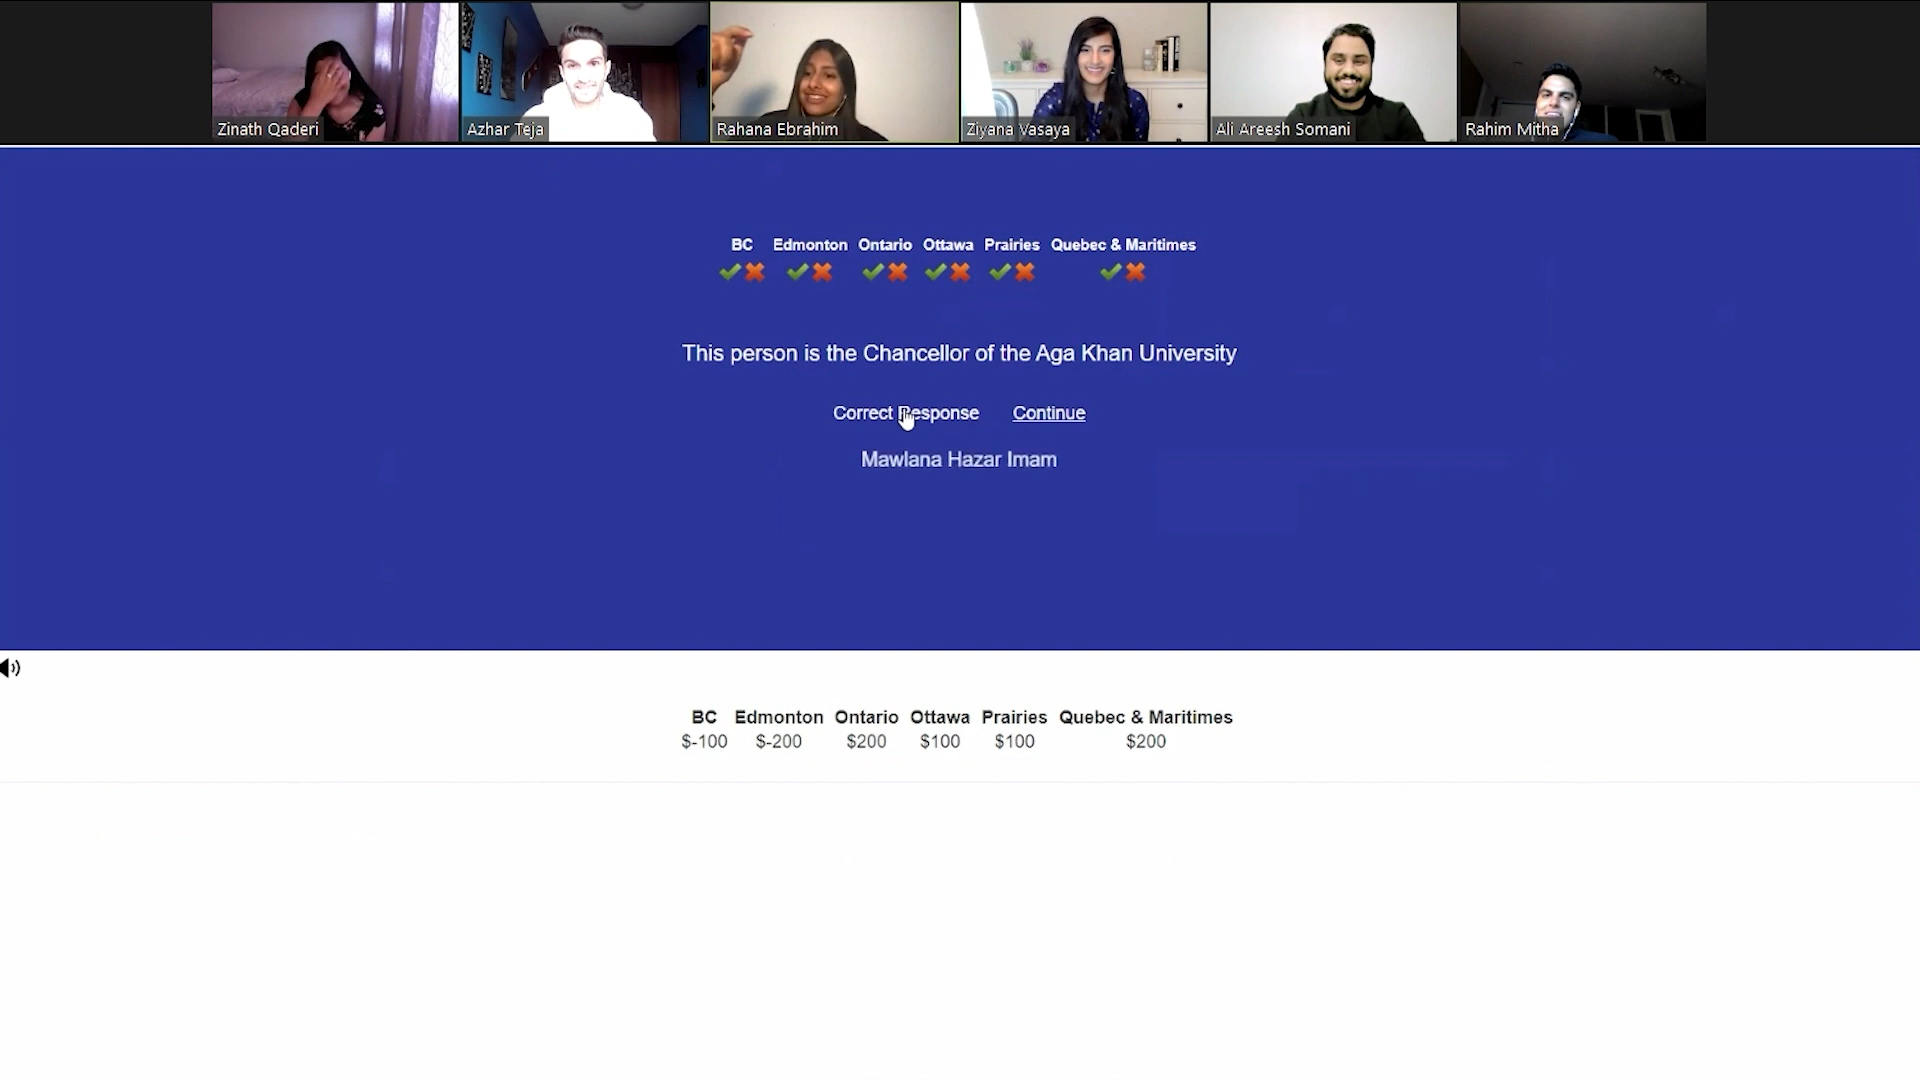 Zinath Qaderi
Azhar Teja
Rahana Ebrahim
Ziyana Vasaya
Ali Areesh Somani
Rahim Mitha
BC Edmonton Ontario Ottawa Prairies Quebec & Maritimes
This person is the Chancellor of the Aga Khan University
Correct Response Continue
Mawlana Hazar Imam
BC Edmonton Ontario Ottawa Prairies Quebec & Maritimes
$-100 $-200 $200 $100 $100 $200